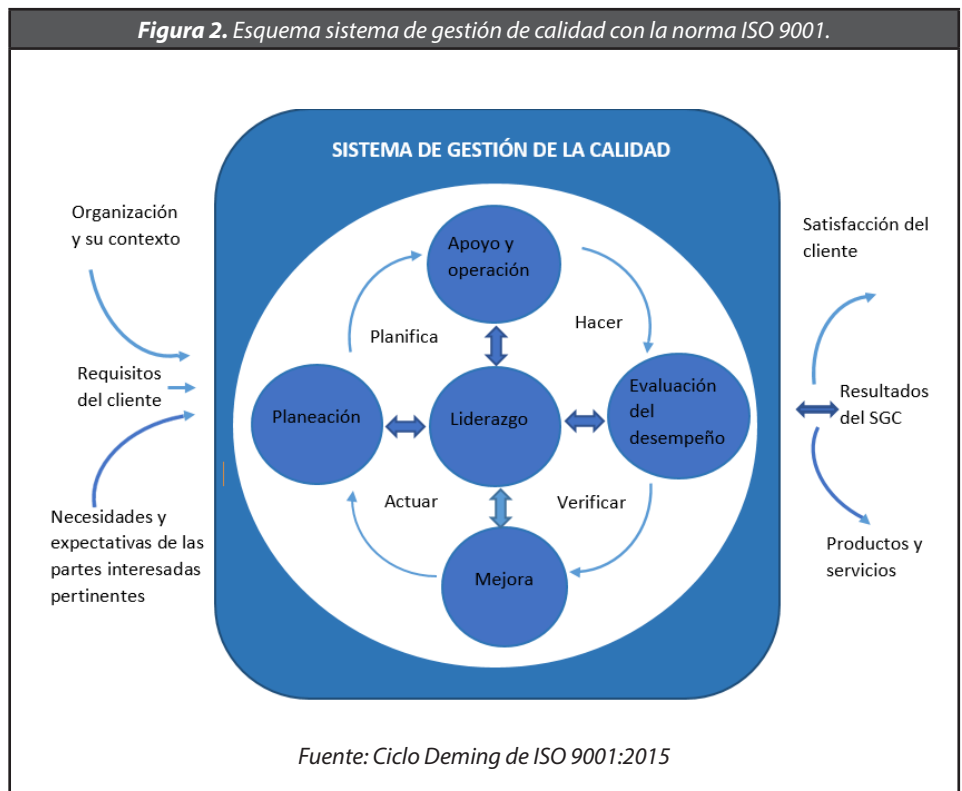 Figura 2. Esquema sistema de gestión de calidad con la norma ISO 9001.
SISTEMA DE GESTIÓN DE LA CALIDAD
Organización
y su contexto
Requisitos
del cliente
Necesidades y
expectativas de las
partes interesadas
pertinentes
Apoyo y
operación
Planifica
Hacer
Planeación
Liderazgo
Evaluación
del
desempeño
Actuar
Verificar
Mejora
Satisfacción del
cliente
Resultados
del SGC
Productos y
servicios
Fuente: Ciclo Deming de ISO 9001:2015